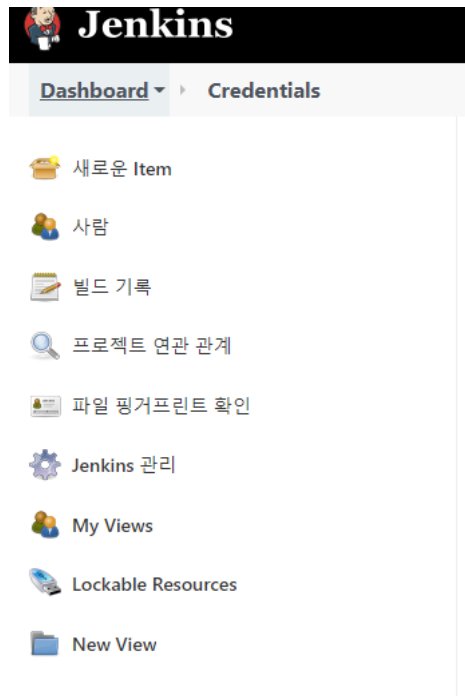 Jenkins
Dashboard Credentials
새로운 Item
사람
빌드 기록
프로젝트 연관 관계
파일 핑거프린트 확인
Jenkins 관리
My Views
Lockable Resources
New View